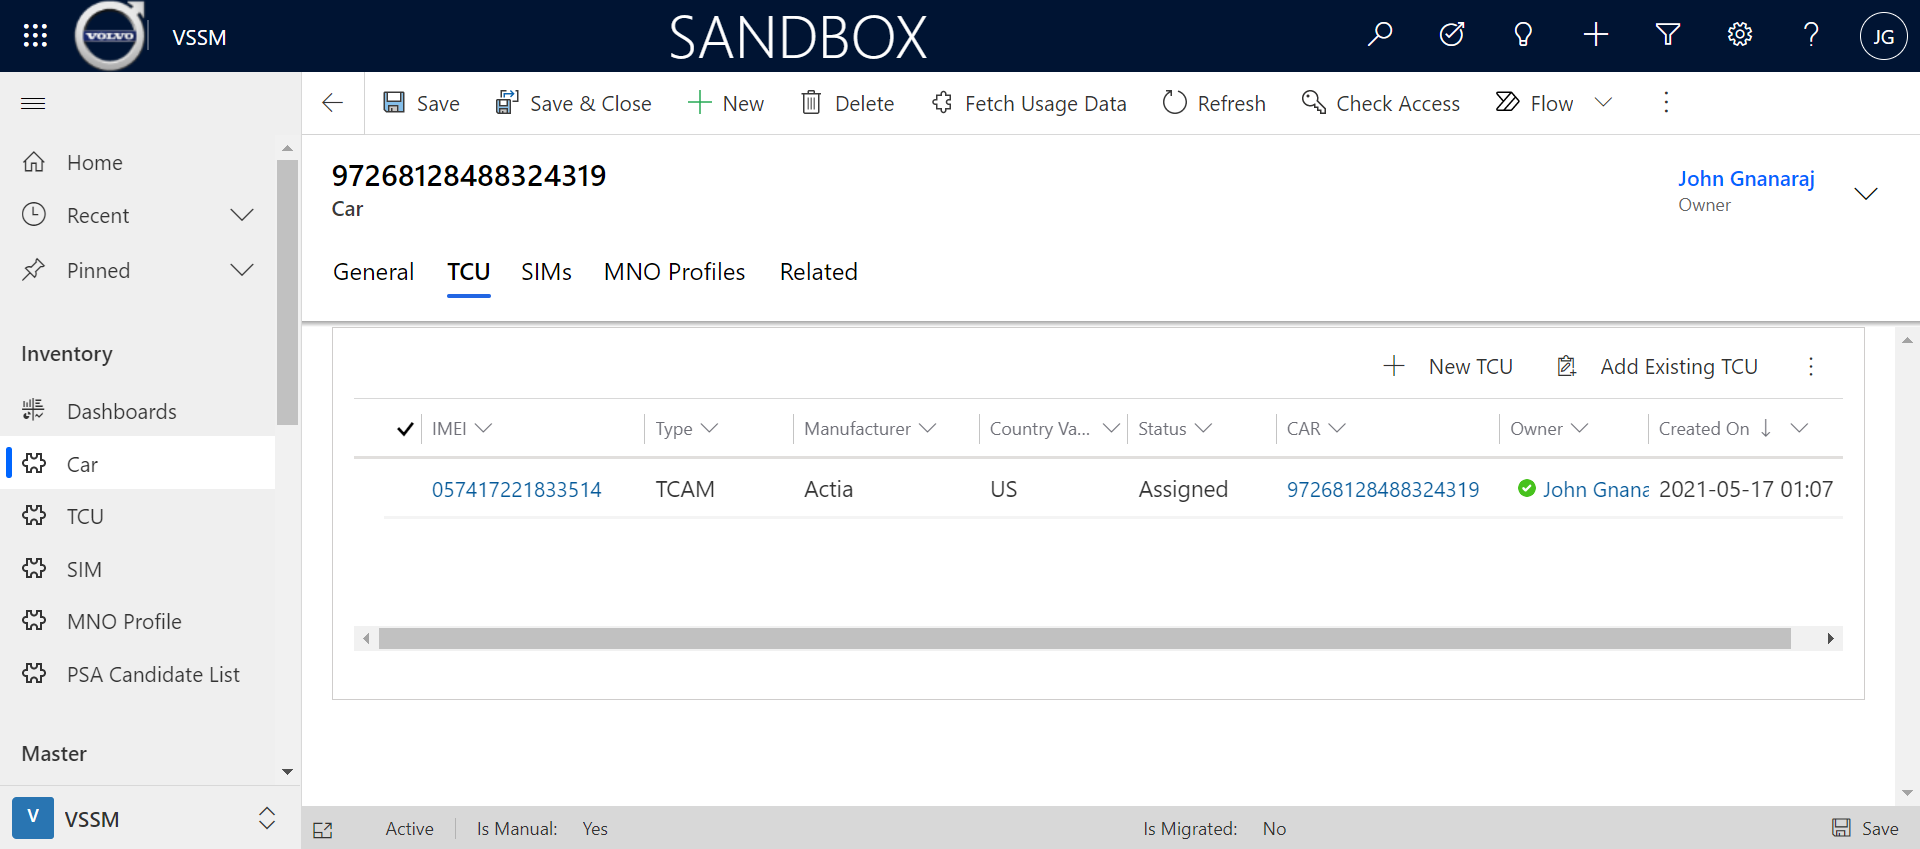 VOLVO
VSSM
SANDBOX
JG
Save
Save & Close
New
Delete
Fetch Usage Data
Refresh
Check Access
Flow
Home
Recent
Pinned
Inventory
Dashboards
Car
TCU
SIM
MNO Profile
PSA Candidate List
Master
V
VSSM
97268128488324319
Car
John Gnanaraj
Owner
General
TCU
SIMs
MNO Profiles
Related
New TCU
Add Existing TCU
IMEI
Type
Manufacturer
Country Va...
Status
CAR
Owner
Created On
057417221833514
TCAM
Actia
US
Assigned
97268128488324319
John Gnana
2021-05-17 01:07
Active
Is Manual:
Yes
Is Migrated:
No
Save